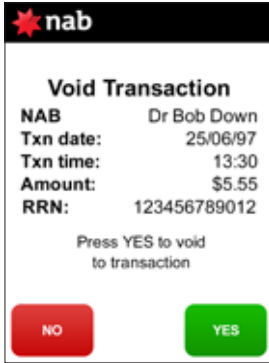 nab
Void Transaction
NAB Dr Bob Down
Txn date: 25/06/97
Txn time: 13:30
Amount: $5.55
RRN: 123456789012
Press YES to void
to transaction
NO YES